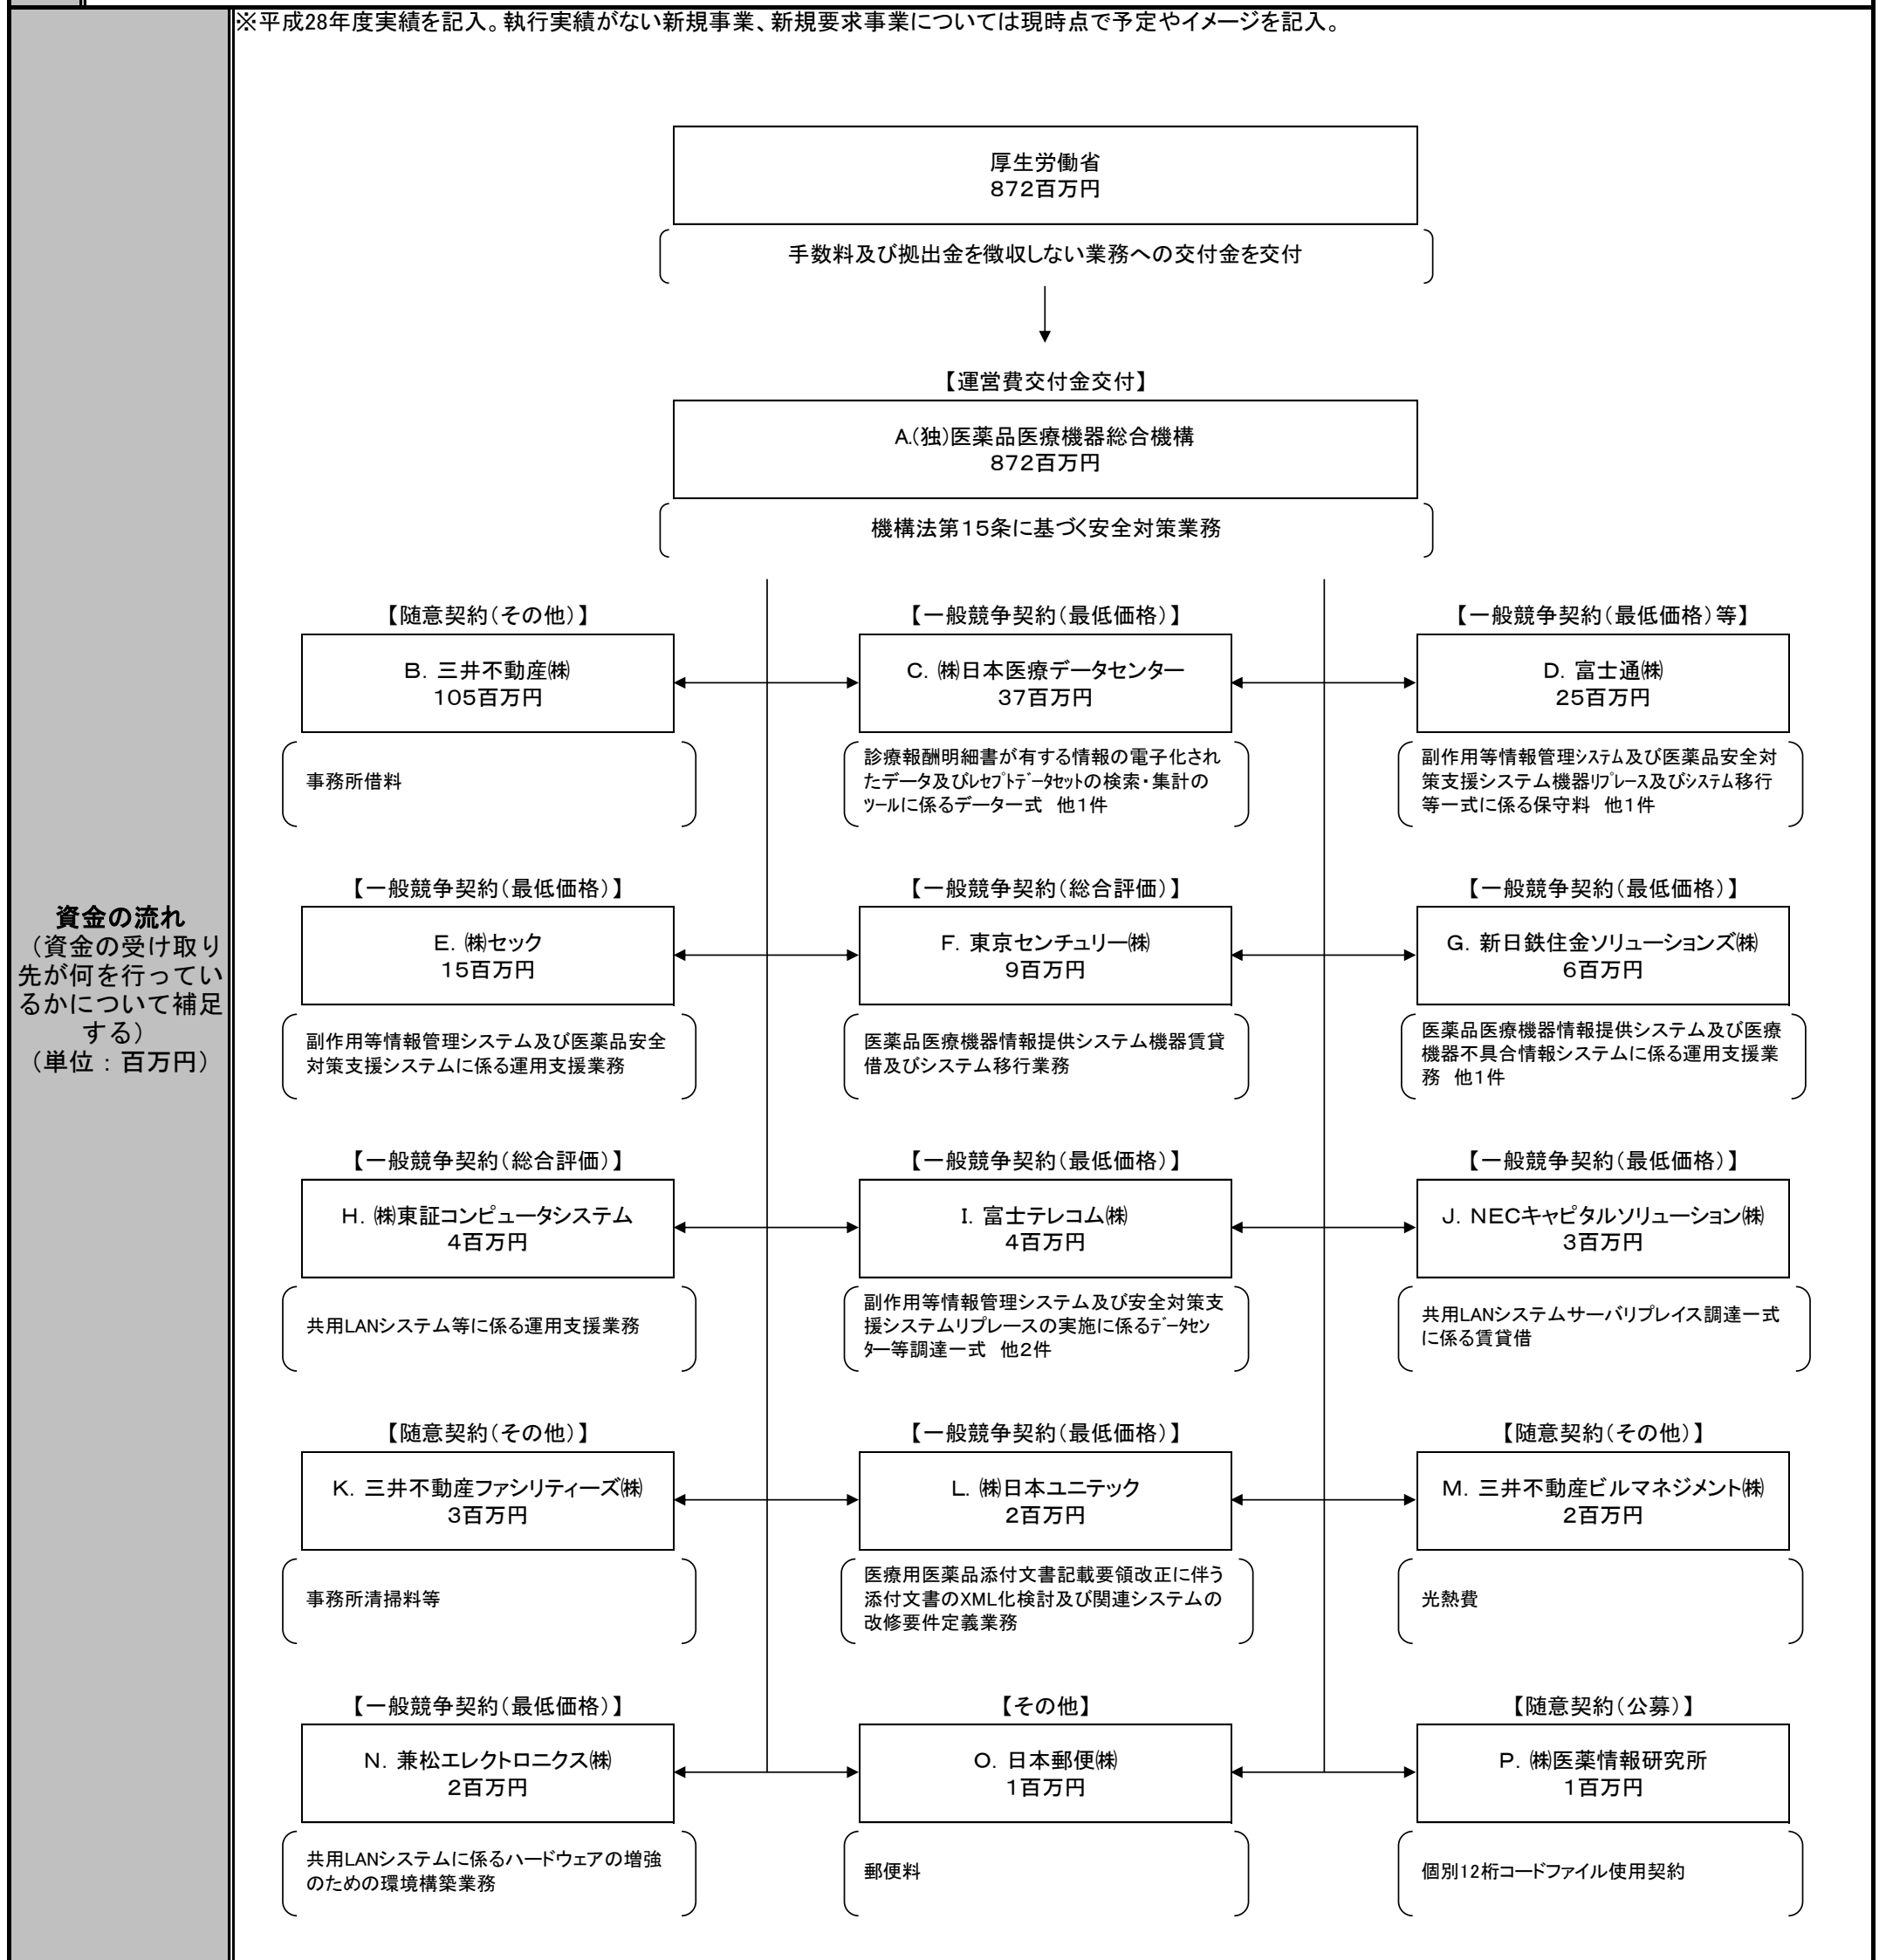 ※平成28年度実績を記入。執行実績がない新規事業、新規要求事業については現時点で予定やイメージを記入。
資金の流れ
（資金の受け取り
先が何を行ってい
るかについて補足
する）
（単位：百万円）
厚生労働省
872百万円
手数料及び拠出金を徴収しない業務への交付金を交付
【運営費交付金交付】
A.(独)医薬品医療機器総合機構
872百万円
機構法第15条に基づく安全対策業務
【随意契約（その他）】
B. 三井不動産㈱
105百万円
事務所借料
【一般競争契約（最低価格）】
C. ㈱日本医療データセンター
37百万円
診療報酬明細書が有する情報の電子化され
たデータ及びﾚｾﾌﾟﾄﾃﾞｰﾀｾｯﾄの検索・集計の
ﾂｰﾙに係るデータ一式　他1件
【一般競争契約（最低価格）等】
D. 富士通㈱
25百万円
副作用等情報管理ｼｽﾃﾑ及び医薬品安全対
策支援システム機器ﾘﾌﾟﾚｰｽ及びｼｽﾃﾑ移行
等一式に係る保守料　他1件
【一般競争契約（最低価格）】
E. ㈱セック
15百万円
副作用等情報管理システム及び医薬品安全
対策支援システムに係る運用支援業務
【一般競争契約（総合評価）】
F. 東京センチュリー㈱
9百万円
医薬品医療機器情報提供システム機器賃貸
借及びシステム移行業務
【一般競争契約（最低価格）】
G. 新日鉄住金ソリューションズ㈱
6百万円
医薬品医療機器情報提供システム及び医療
機器不具合情報システムに係る運用支援業
務　他1件
【一般競争契約（総合評価）】
H. ㈱東証コンピュータシステム
4百万円
共用LANシステム等に係る運用支援業務
【一般競争契約（最低価格）】
I. 富士テレコム㈱
4百万円
副作用等情報管理システム及び安全対策支
援システムリプレースの実施に係るﾃﾞｰﾀｾﾝ
ﾀｰ等調達一式　他2件
【一般競争契約（最低価格）】
J. NECキャピタルソリューション㈱
3百万円
共用LANシステムサーバリプレイス調達一式
に係る賃貸借
【随意契約（その他）】
K. 三井不動産ファシリティーズ㈱
3百万円
事務所清掃料等
【一般競争契約（最低価格）】
L. ㈱日本ユニテック
2百万円
医療用医薬品添付文書記載要領改正に伴う
添付文書のXML化検討及び関連システムの
改修要件定義業務
【随意契約（その他）】
M. 三井不動産ビルマネジメント㈱
2百万円
光熱費
【一般競争契約（最低価格）】
N. 兼松エレクトロニクス㈱
2百万円
共用LANシステムに係るハードウェアの増強
のための環境構築業務
【その他】
O. 日本郵便㈱
1百万円
郵便料
【随意契約（公募）】
P. ㈱医薬情報研究所
1百万円
個別12桁コードファイル使用契約